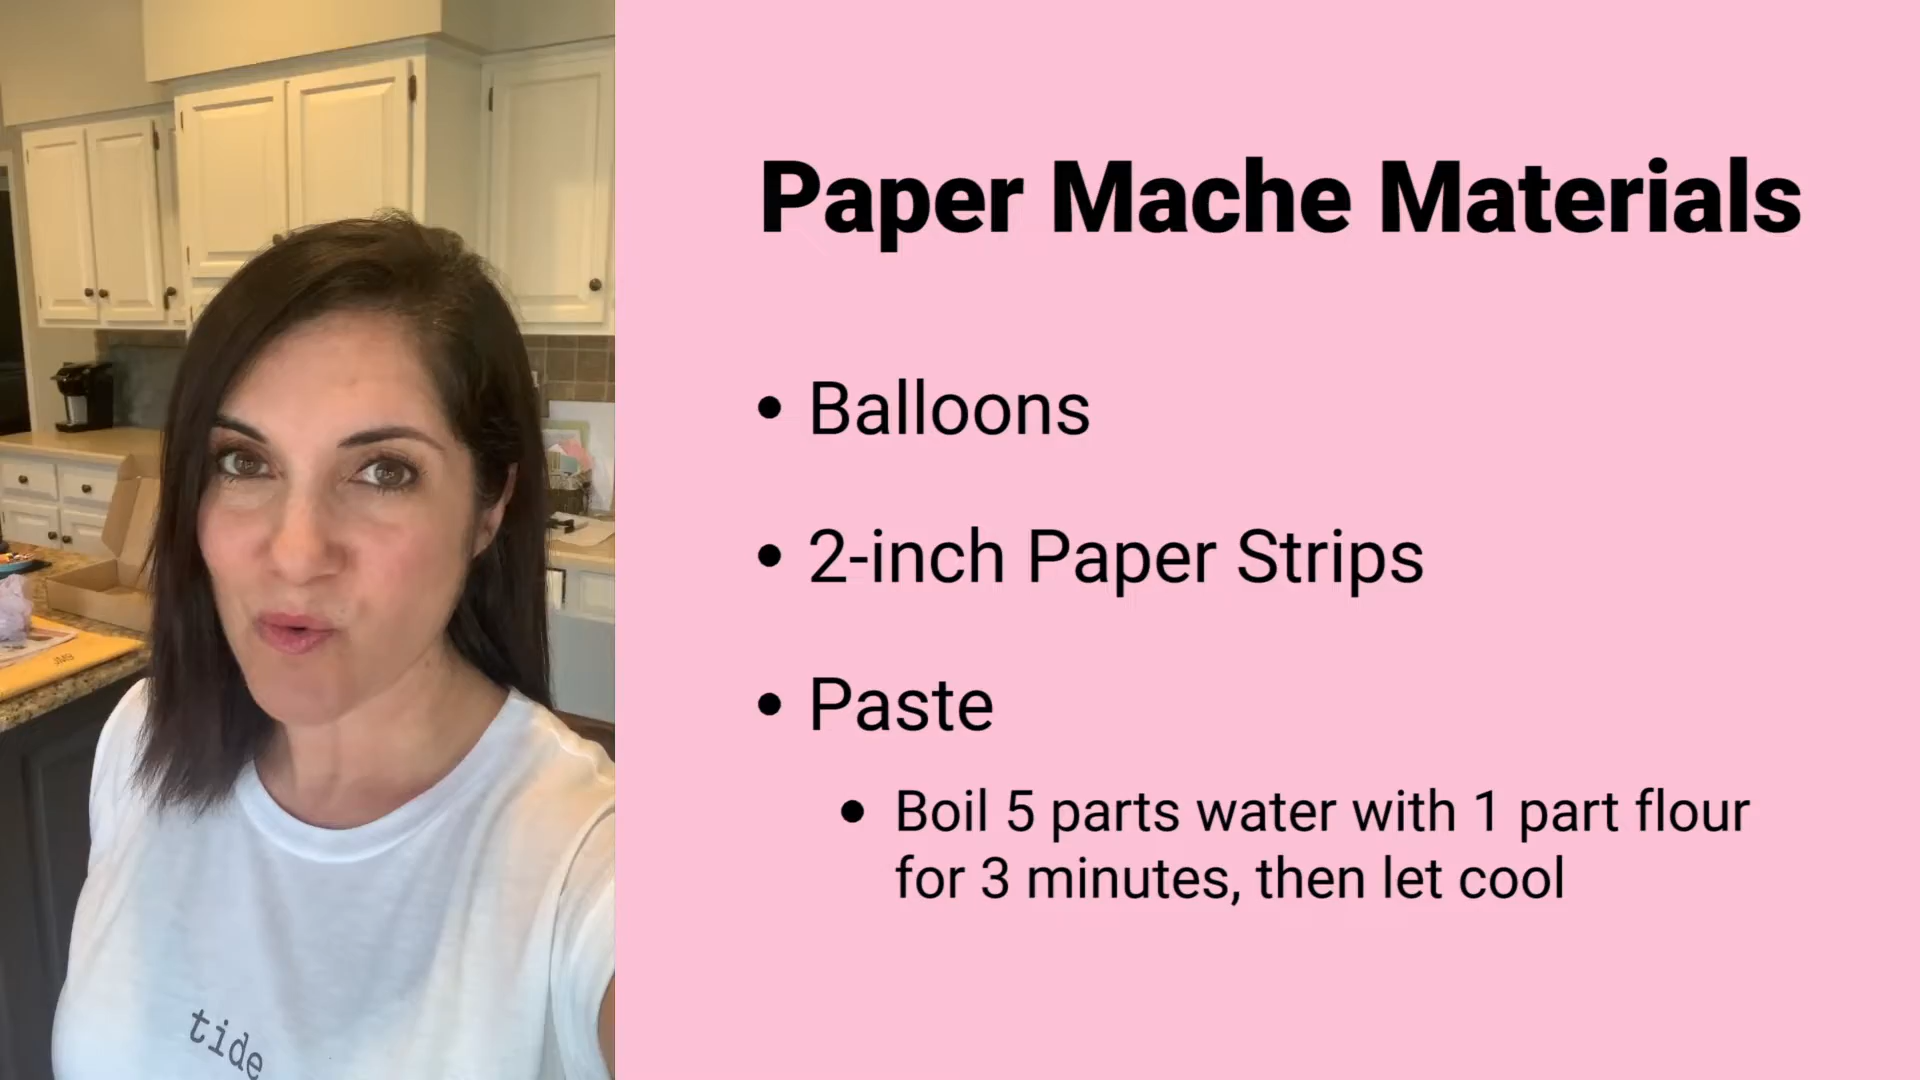 Paper Mache Materials
• Balloons
• 2-inch Paper Strips
• Paste
• Boil 5 parts water with 1 part flour
for 3 minutes, then let cool
tide